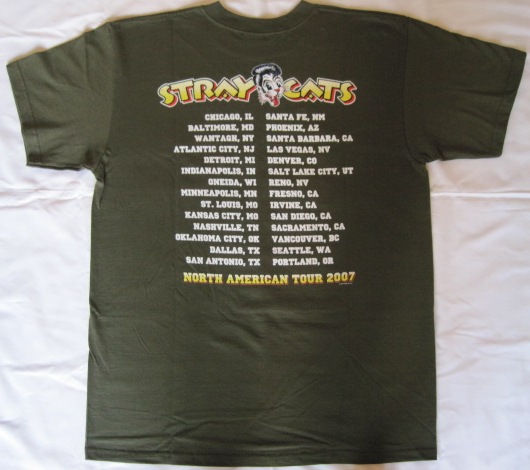 STRAY CATS
CHICAGO, IL SANTA FE, NM
BALTIMORE, MD PHOENIX, AZ
WANTAGH, NY SANTA BARBARA, CA
ATLANTIC CITY, NJ LAS VEGAS, NV
DETROIT, MI DENVER, CO
INDIANAPOLIS, IN SALT LAKE CITY, UT
ONEIDA, WI RENO, NV
MINNEAPOLIS, MN FRESNO, CA
ST. LOUIS, MO IRVINE, CA
KANSAS CITY, MO SAN DIEGO, CA
NASHVILLE, TN SACRAMENTO, CA
OKLAHOMA CITY, OK VANCOUVER, BC
DALLAS, TX SEATTLE, WA
SAN ANTONIO, TX PORTLAND, OR
NORTH AMERICAN TOUR 2007